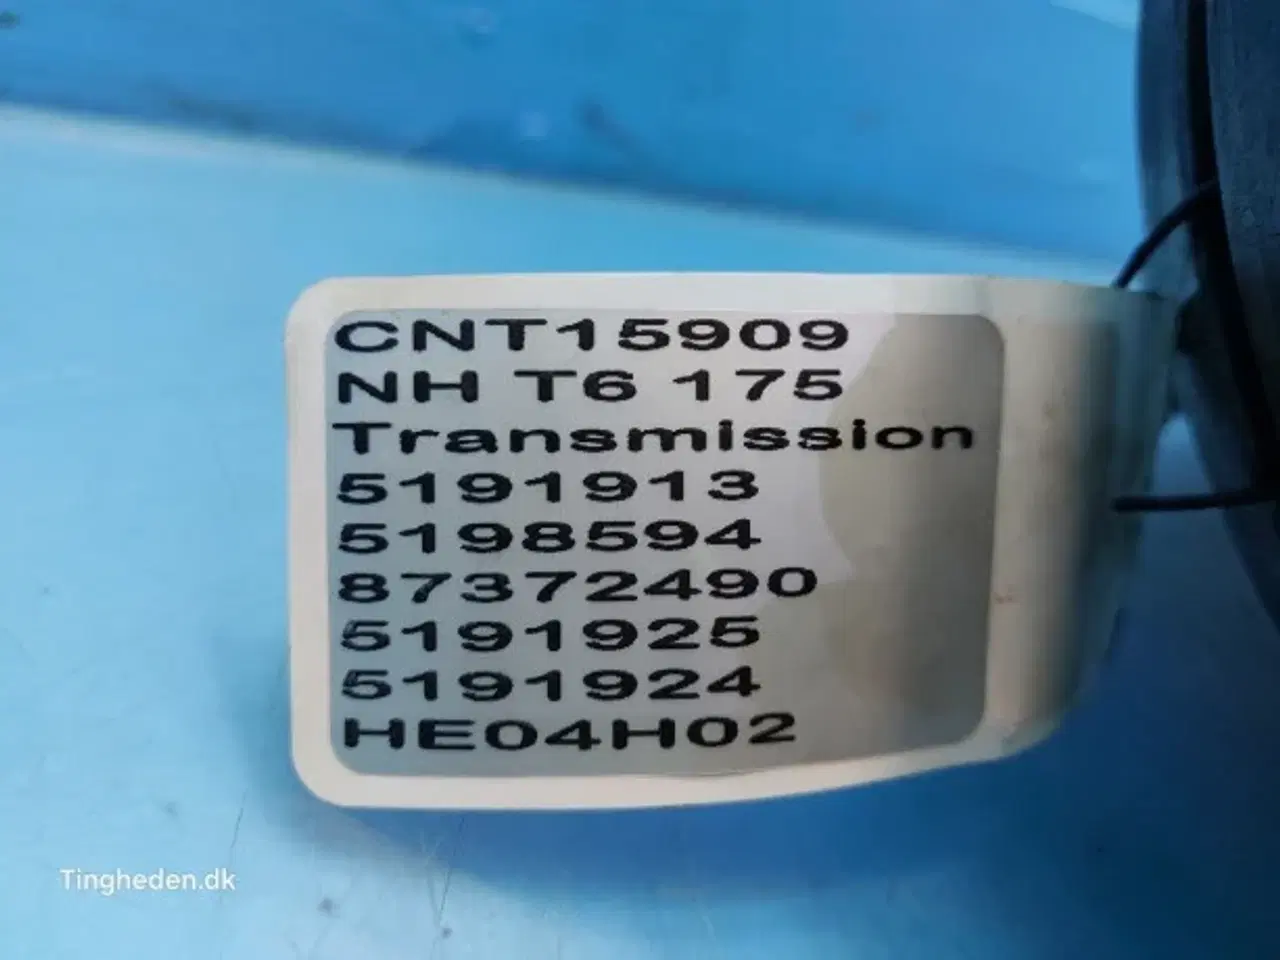 CNT15909
NH T6 175
Transmission
5191913
5198594
87372490
5191925
5191924
HE04H02
Tingheden.dk